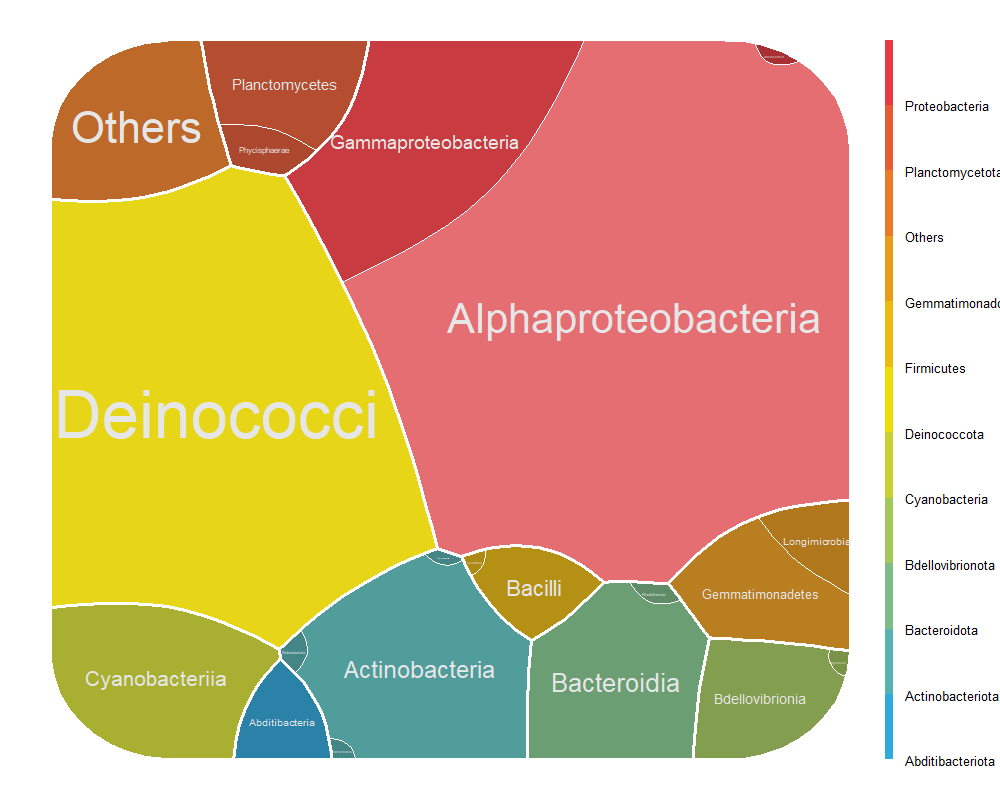 Others
Planctomycetes
Phycisphaerae
Gammaproteobacteria
Alphaproteobacteria
Deinococci
Longimicrobia
Gemmatimonadetes
Bacilli
Actinobacteria
Bacteroidia
Bdellovibrionia
Cyanobacteriia
Abditibacteria
Proteobacteria
Planctomycetota
Others
Gemmatimonado
Firmicutes
Deinococcota
Cyanobacteria
Bdellovibrionota
Bacteroidota
Actinobacteriota
Abditibacteriota